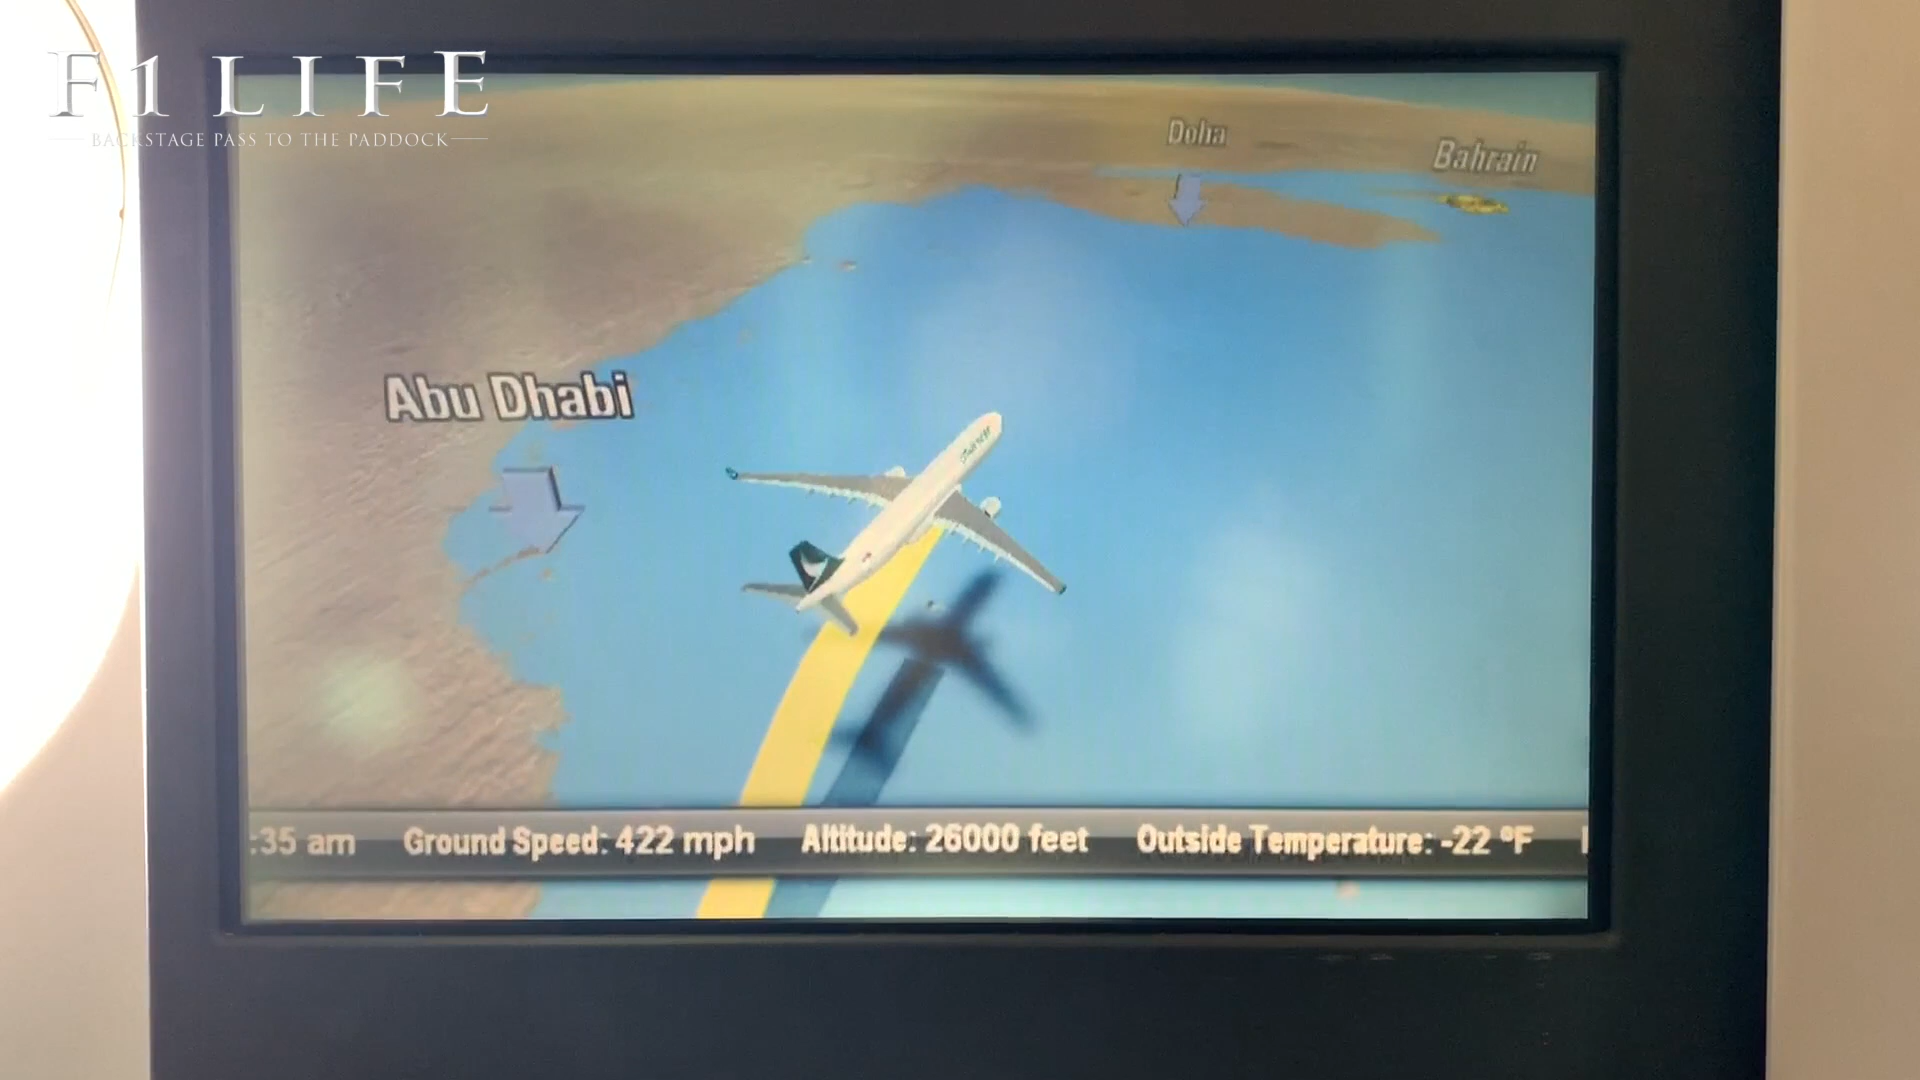 F1 LIFE
BACKSTAGE PASS TO THE PADDOCK
Doha
Bahrain
Abu Dhabi
:35 am Ground Speed: 422 mph Altitude: 26000 feet Outside Temperature: -22 ºF